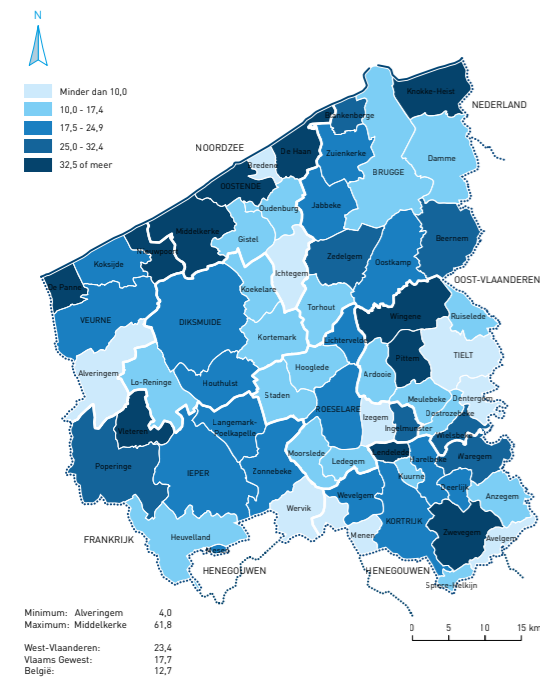 N
Minder dan 10,0
10,0 - 17,4
17,5 - 24,9
25,0 - 32,4
32,5 of meer
Knokke-Heist
NEDERLAND
Blankenberge
NOORDZEE
De Haan
Zuienkerke
Damme
Bredene
BRUGGE
OOSTENDE
Oudenburg
Jabbeke
Middelkerke
Gistel
Beernem
Nieuwpoort
Zedelgem
Oostkamp
Koksijde
Ichtegem
OOST-VLAANDEREN
De Panne
Koekelare
Torhout
Wingene
Ruiselede
VEURNE
DIKSMUIDE
Kortemark
Lichtervelde
Pittem
TIELT
Hooglede
Ardooie
Alveringem
Lo-Reninge
Houthulst
Staden
Meulebeke
Dentergem
ROESELARE
Izegem
Oostrozebeke
Langemark-
Poelkapelle
Ingelmunster
Wielsbeke
Vleteren
Moorslede
Lendelede
Harelbeke
Waregem
Poperinge
IEPER
Zonnebeke
Ledegem
Kuurne
Deerlijk
Anzegem
Wevelgem
Wervik
KORTRIJK
Zwevegem
Avelgem
Menen
FRANKRIJK
Heuvelland
Mesen
HENEGOUWEN
HENEGOUWEN
Spiere-Helkijn
Minimum: Alveringem 4,0
Maximum: Middelkerke 61,8
West-Vlaanderen: 23,4
Vlaams Gewest: 17,7
België: 12,7
0 5 10 15 km